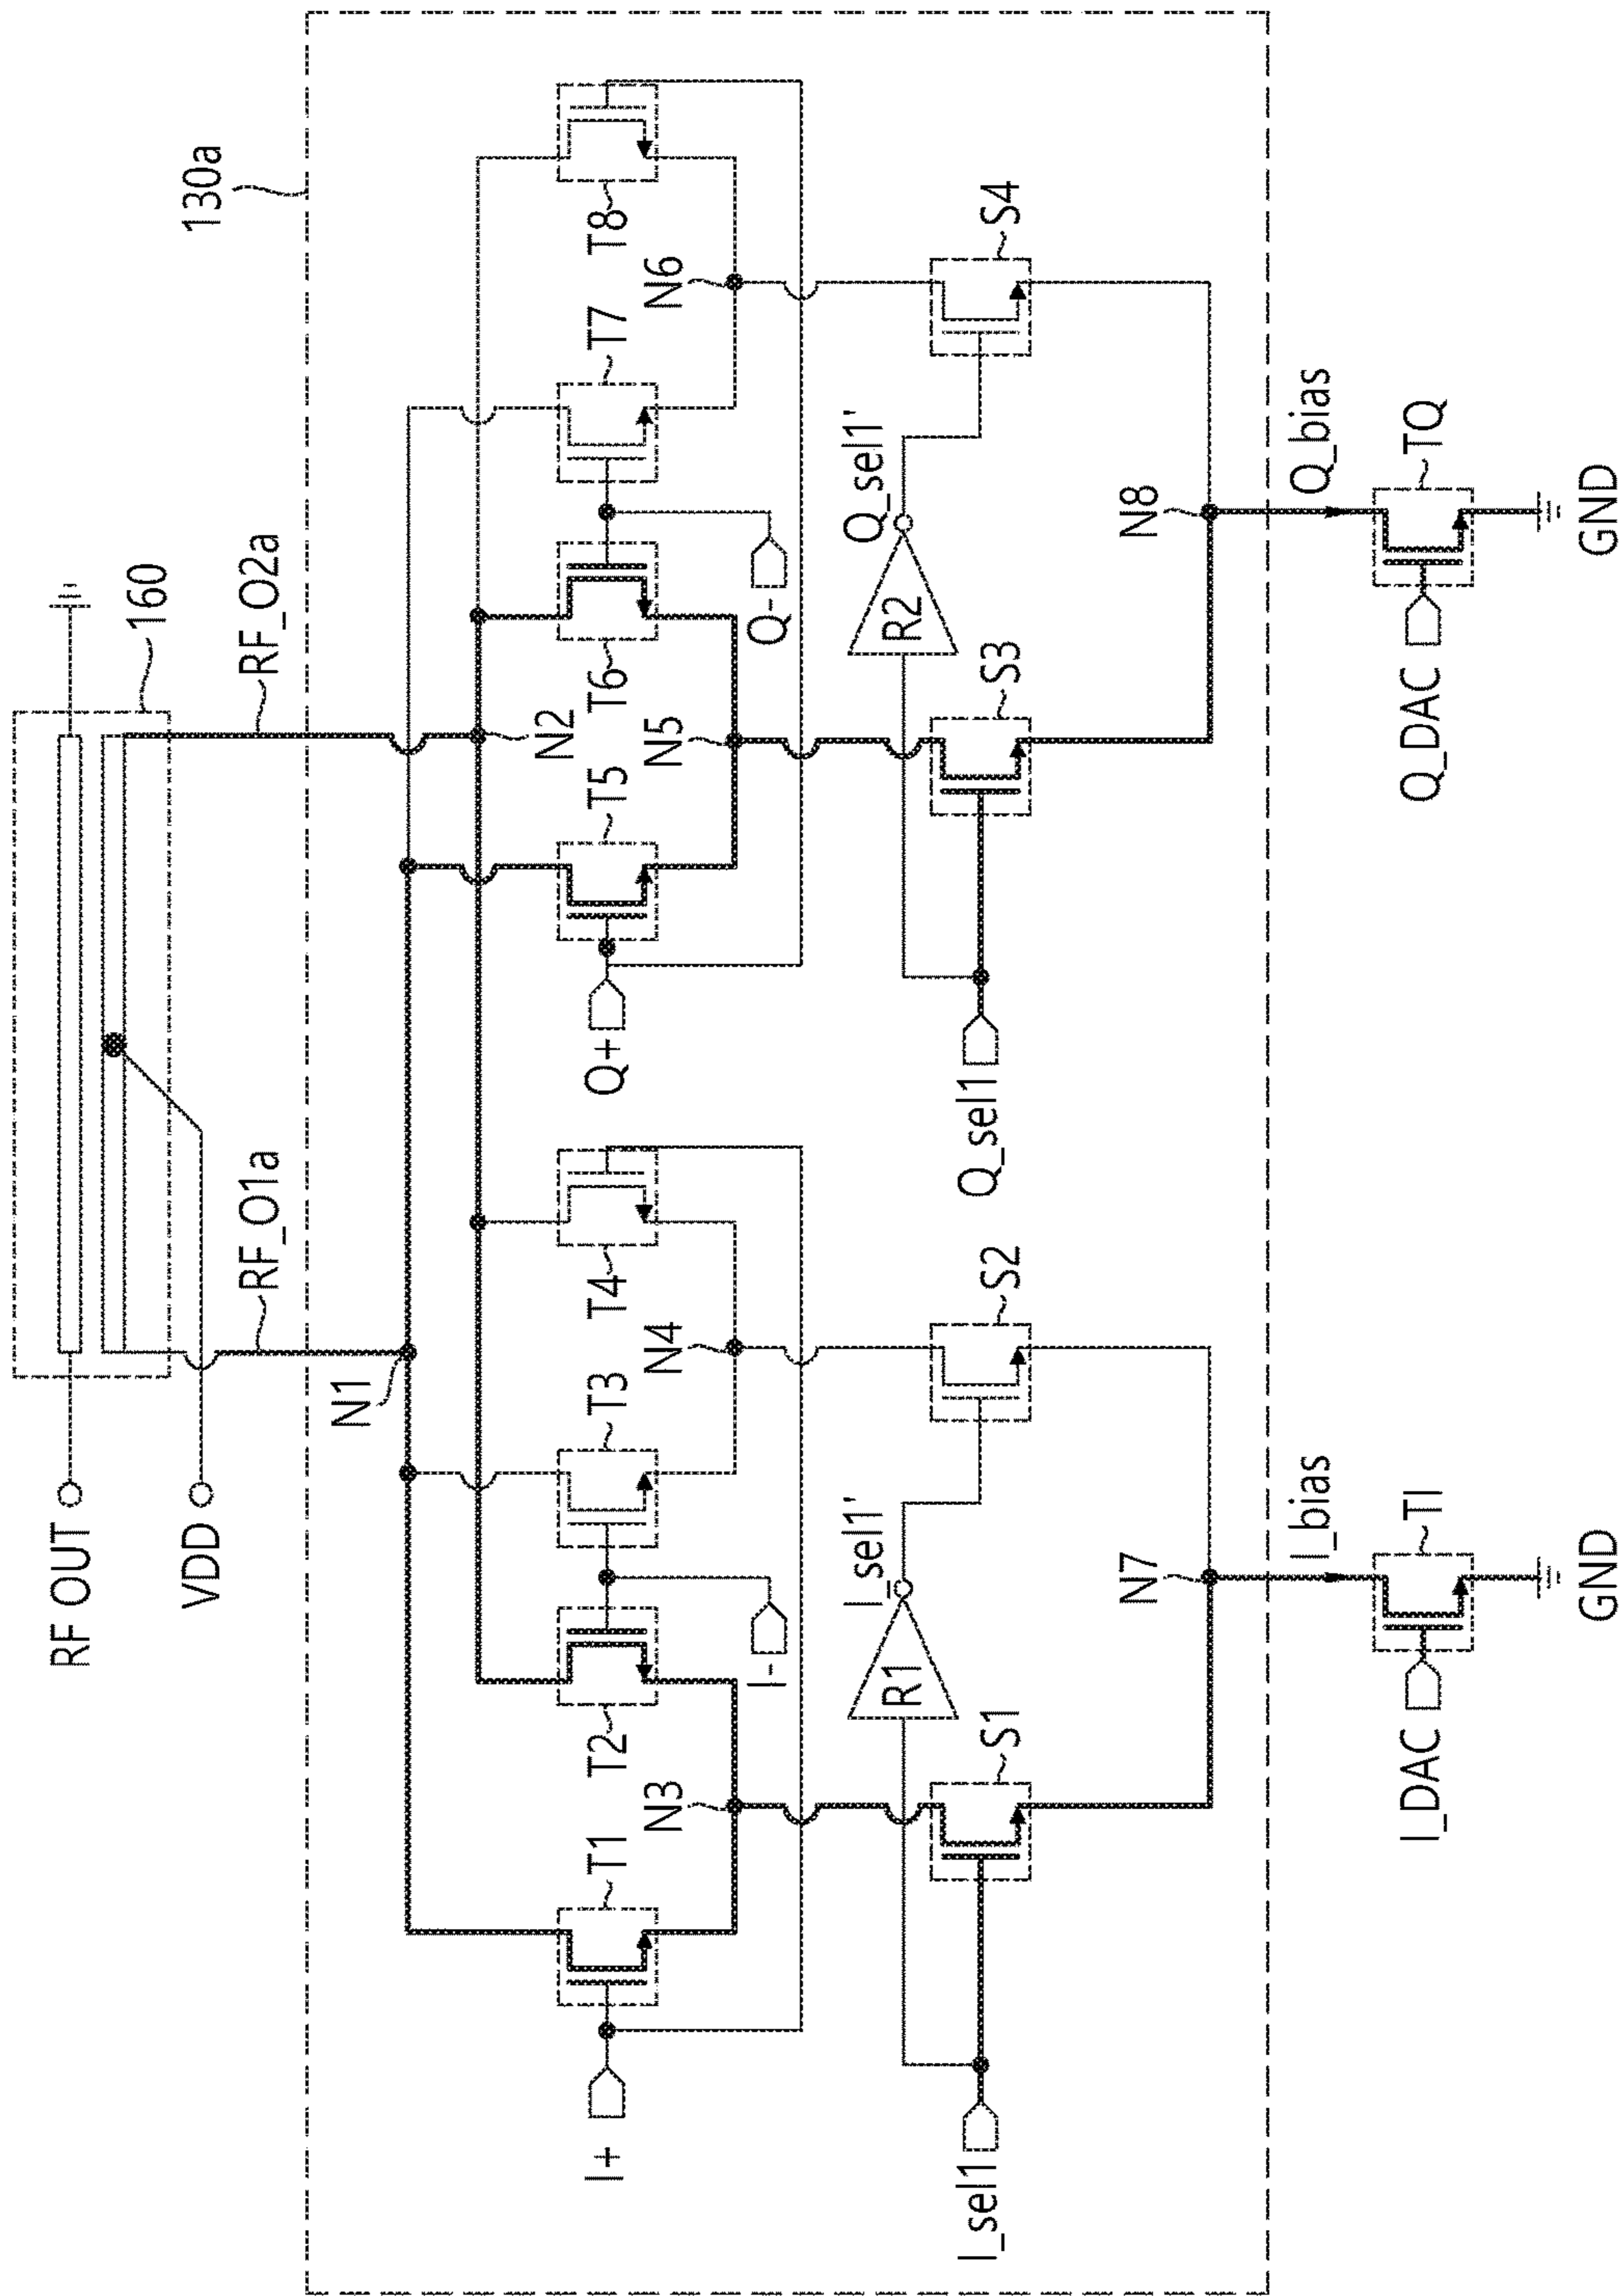 130a
160
RF_O1a
RF_O2a
RF OUT
VDD
N1
N2
T1
T2
T3
T4
T5
T6
T7
T8
N3
N4
N5
N6
I+
I-
Q+
Q-
R1
I_sel1'
R2
Q_sel1'
S1
S2
S3
S4
I_sel1
Q_sel1
N7
N8
I_bias
Q_bias
I_DAC
TI
Q_DAC
TQ
GND
GND